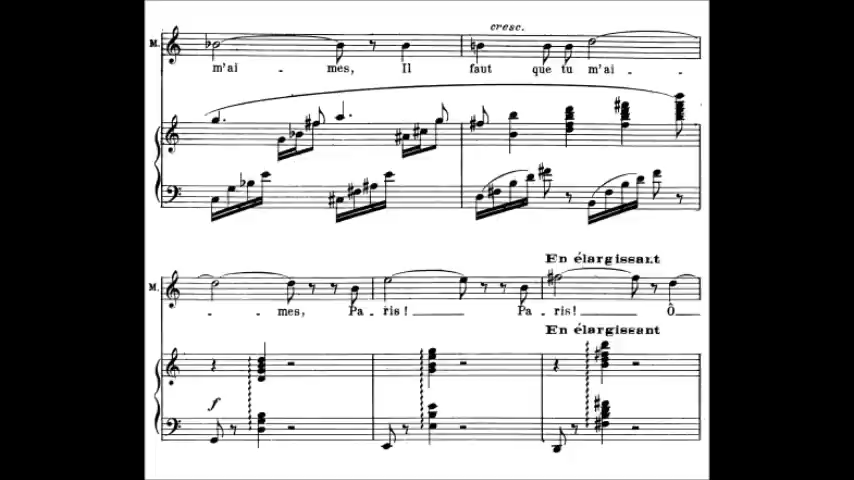 cresc.
M.
m'ai - mes, Il faut que tu m'ai - -
En élargissant
M.
- - mes, Pa - ris! Pa - ris! Ô
En élargissant
f